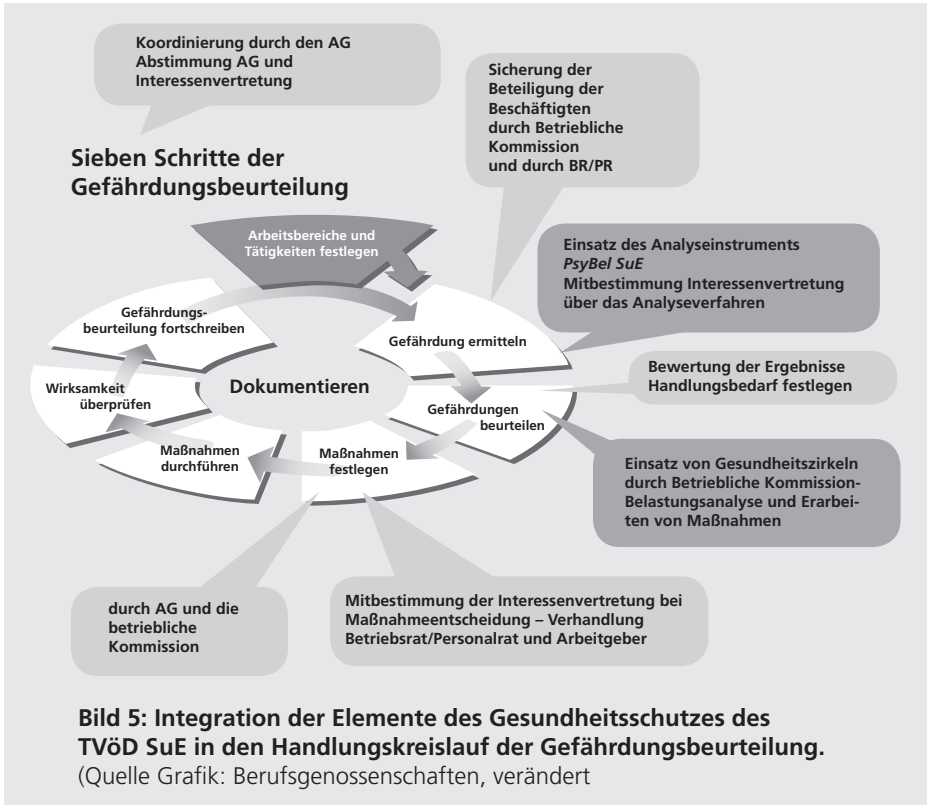 Koordinierung durch den AG
Abstimmung AG und
Interessenvertretung
Sicherung der
Beteiligung der
Beschäftigten
durch Betriebliche
Kommission
und durch BR/PR
Sieben Schritte der
Gefährdungsbeurteilung
Arbeitsbereiche und
Tätigkeiten festlegen
Einsatz des Analyseinstruments
PsyBel SuE
Mitbestimmung Interessenvertretung
über das Analyseverfahren
Gefährdungs-
beurteilung fortschreiben
Gefährdung ermitteln
Bewertung der Ergebnisse
Handlungsbedarf festlegen
Dokumentieren
Wirksamkeit
überprüfen
Gefährdungen
beurteilen
Maßnahmen
durchführen
Maßnahmen
festlegen
Einsatz von Gesundheitszirkeln
durch Betriebliche Kommission-
Belastungsanalyse und Erarbei-
ten von Maßnahmen
durch AG und die
betriebliche
Kommission
Mitbestimmung der Interessenvertretung bei
Maßnahmeentscheidung – Verhandlung
Betriebsrat/Personalrat und Arbeitgeber
Bild 5: Integration der Elemente des Gesundheitsschutzes des
TVöD SuE in den Handlungskreislauf der Gefährdungsbeurteilung.
(Quelle Grafik: Berufsgenossenschaften, verändert